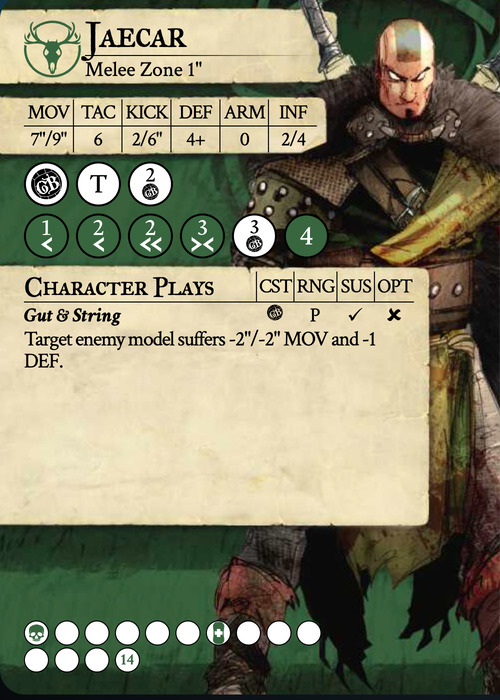 JAECAR
Melee Zone 1"
MOV TAC KICK DEF ARM INF
7"/9" 6 2/6" 4+ 0 2/4
GB T 2 GB
1 < 2 < 2 << 3 >< 3 GB 4
CHARACTER PLAYS CST RNG SUS OPT
Gut & String GB P ✓ ✘
Target enemy model suffers -2"/-2" MOV and -1
DEF.
14